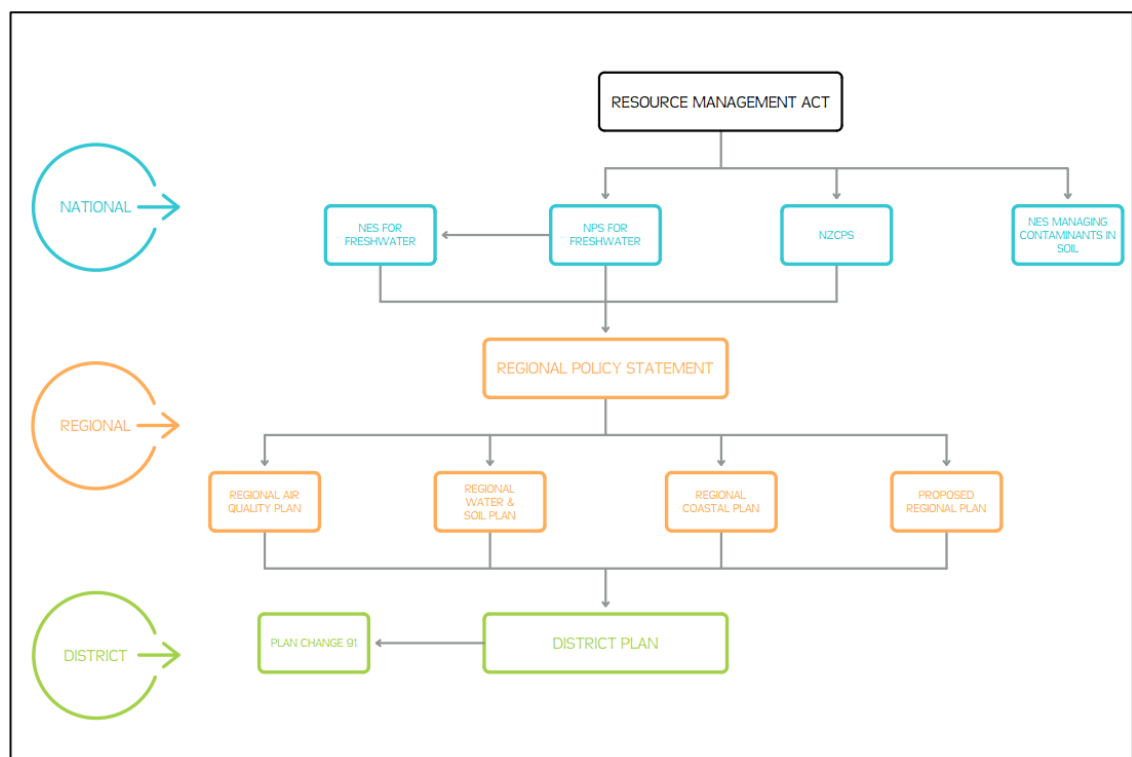 RESOURCE MANAGEMENT ACT
NATIONAL
NES FOR
FRESHWATER
NPS FOR
FRESHWATER
NZCPS
NES MANAGING
CONTAMINANTS IN
SOIL
REGIONAL POLICY STATEMENT
REGIONAL
REGIONAL AIR
QUALITY PLAN
REGIONAL
WATER &
SOIL PLAN
REGIONAL
COASTAL PLAN
PROPOSED
REGIONAL PLAN
DISTRICT
PLAN CHANGE 91
DISTRICT PLAN